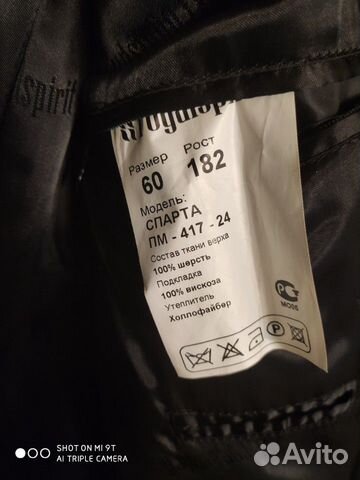 spirit
Размер Рост
60 182
Модель:
СПАРТА
ПМ - 417 - 24
Состав ткани верха
100% шерсть
Подкладка
100% вискоза
Утеплитель
Холлофайбер
МО06
P
SHOT ON MI 9T
AI TRIPLE CAMERA
Avito